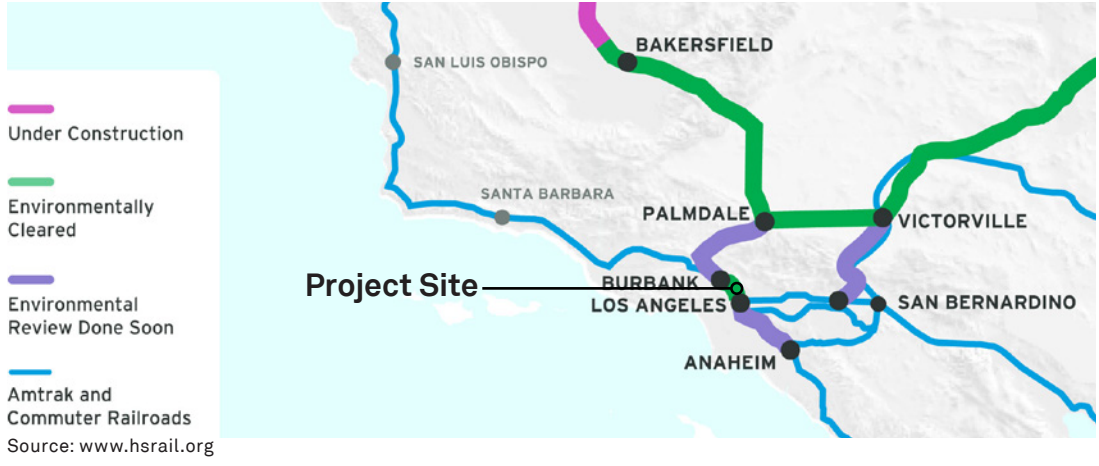 BAKERSFIELD
SAN LUIS OBISPO
Under Construction
SANTA BARBARA
Environmentally
Cleared
PALMDALE
VICTORVILLE
Project Site
BURBANK
LOS ANGELES
SAN BERNARDINO
Environmental
Review Done Soon
ANAHEIM
Amtrak and
Commuter Railroads
Source: www.hsrail.org